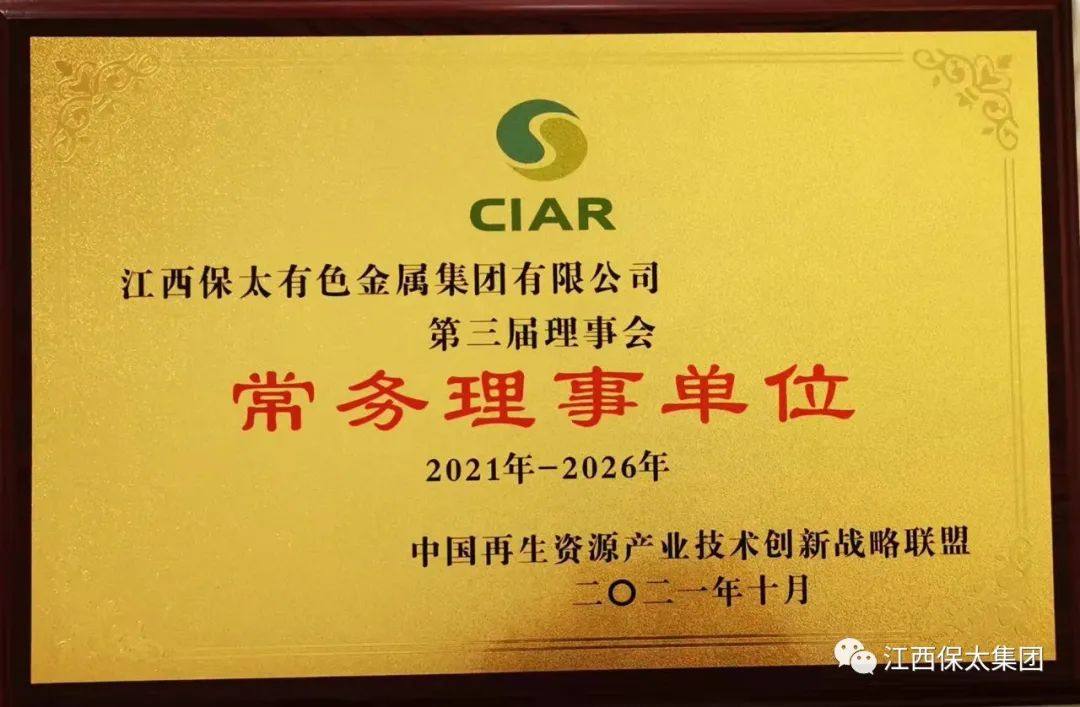 CIAR
江西保太有色金属集团有限公司
第三届理事会
常务理事单位
2021年-2026年
中国再生资源产业技术创新战略联盟
二〇二一年十月
江西保太集团